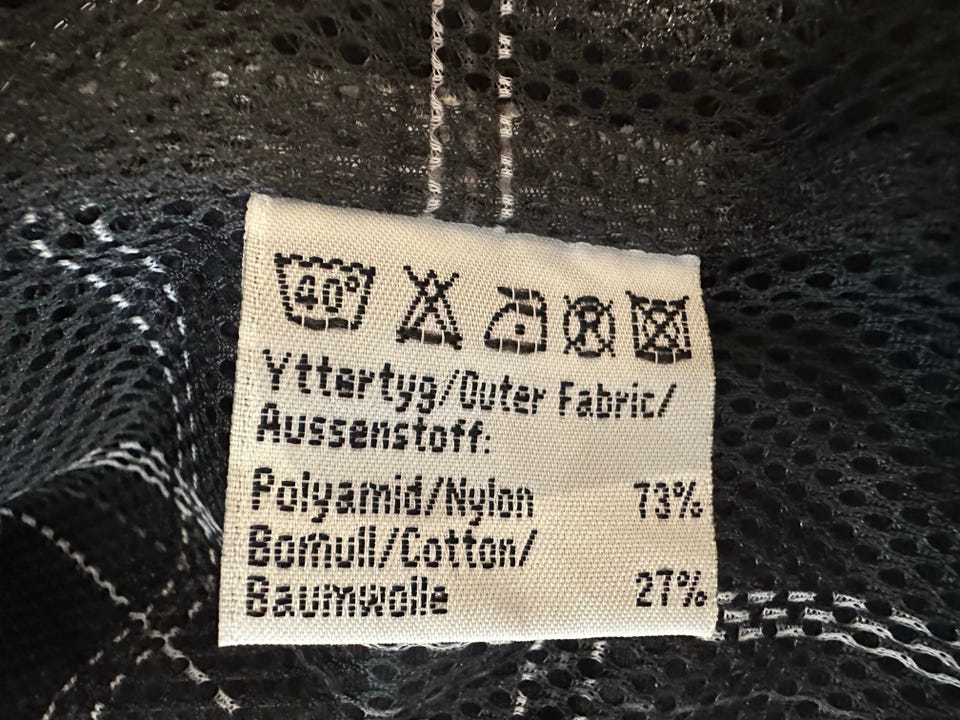 40°
Yttertyg/Outer Fabric/
Aussenstoff:
Polyamid/Nylon 73%
Bomull/Cotton/
Baumwolle 27%